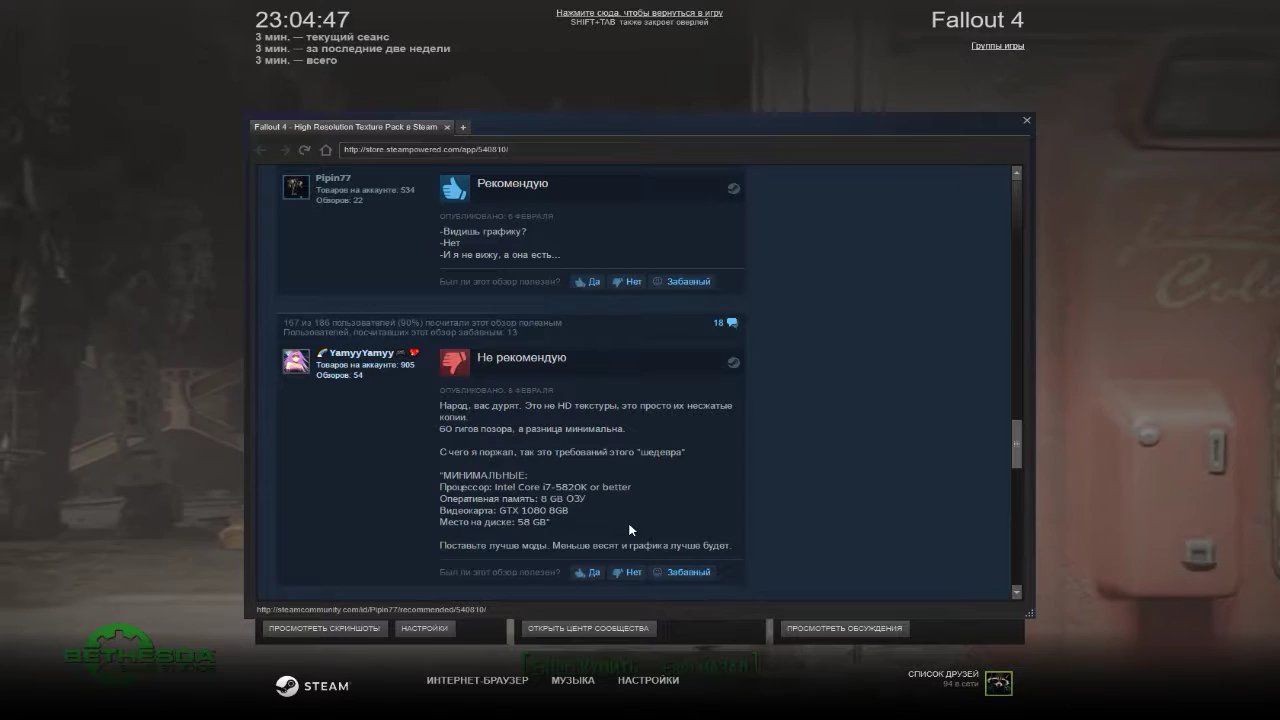 23:04:47
3 мин. — текущий сеанс
3 мин. — за последние две недели
3 мин. — всего
Нажмите сюда, чтобы вернуться в игру
SHIFT+TAB также закроет оверлей
Fallout 4
Группы игры
Fallout 4 - High Resolution Texture Pack в Steam
http://store.steampowered.com/app/540810/
Pipin77
Товаров на аккаунте: 534
Обзоров: 22
Рекомендую
ОПУБЛИКОВАНО: 6 ФЕВРАЛЯ
-Видишь графику?
-Нет
-И я не вижу, а она есть...
Был ли этот обзор полезен? Да Нет Забавный
167 из 186 пользователей (90%) посчитали этот обзор полезным
Пользователей, посчитавших этот обзор забавным: 13
18
YamyyYamyy
Товаров на аккаунте: 905
Обзоров: 54
Не рекомендую
ОПУБЛИКОВАНО: 6 ФЕВРАЛЯ
Народ, вас дурят. Это не HD текстуры, это просто их несжатые
копии.
60 гигов позора, а разница минимальна.
С чего я поржал, так это требований этого "шедевра"
"МИНИМАЛЬНЫЕ:
Процессор: Intel Core i7-5820K or better
Оперативная память: 8 GB ОЗУ
Видеокарта: GTX 1080 8GB
Место на диске: 58 GB"
Поставьте лучше моды. Меньше весят и графика лучше будет.
Был ли этот обзор полезен? Да Нет Забавный
http://steamcommunity.com/id/Pipin77/recommended/540810/
ПРОСМОТРЕТЬ СКРИНШОТЫ
НАСТРОЙКИ
ОТКРЫТЬ ЦЕНТР СООБЩЕСТВА
ПРОСМОТРЕТЬ ОБСУЖДЕНИЯ
BETHESDA
STEAM
ИНТЕРНЕТ-БРАУЗЕР
МУЗЫКА
НАСТРОЙКИ
СПИСОК ДРУЗЕЙ
94 в сети